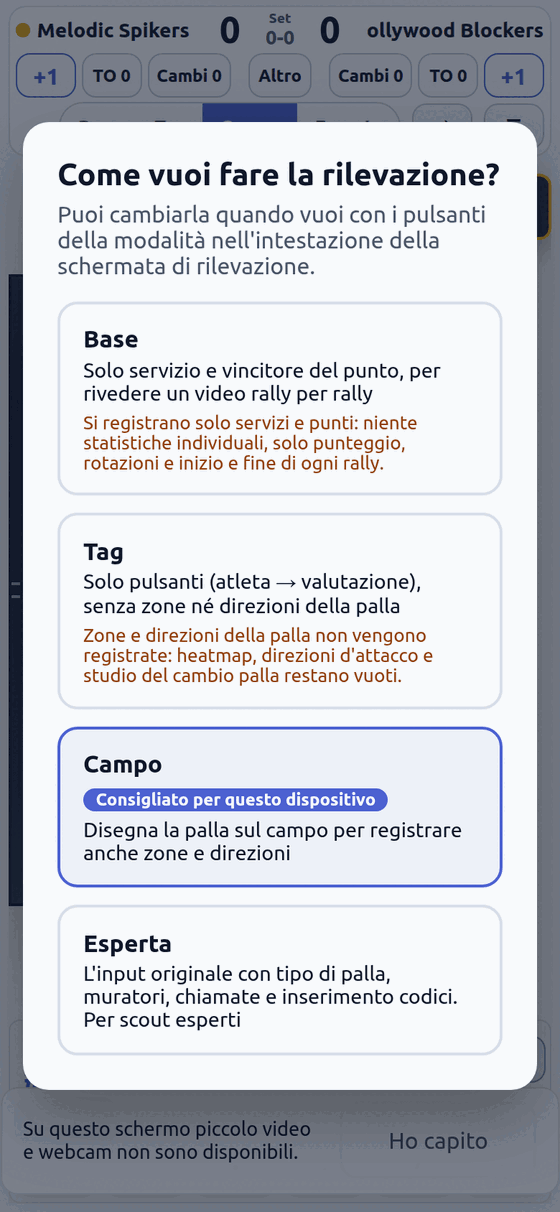 Melodic Spikers 0 Set 0 ollywood Blockers
0-0
+1 TO 0 Cambi 0 Altro Cambi 0 TO 0 +1
Come vuoi fare la rilevazione?
Puoi cambiarla quando vuoi con i pulsanti
della modalità nell'intestazione della
schermata di rilevazione.
Base
Solo servizio e vincitore del punto, per
rivedere un video rally per rally
Si registrano solo servizi e punti: niente
statistiche individuali, solo punteggio,
rotazioni e inizio e fine di ogni rally.
Tag
Solo pulsanti (atleta → valutazione),
senza zone né direzioni della palla
Zone e direzioni della palla non vengono
registrate: heatmap, direzioni d'attacco e
studio del cambio palla restano vuoti.
Campo
Consigliato per questo dispositivo
Disegna la palla sul campo per registrare
anche zone e direzioni
Esperta
L'input originale con tipo di palla,
muratori, chiamate e inserimento codici.
Per scout esperti
Su questo schermo piccolo video
e webcam non sono disponibili.
Ho capito